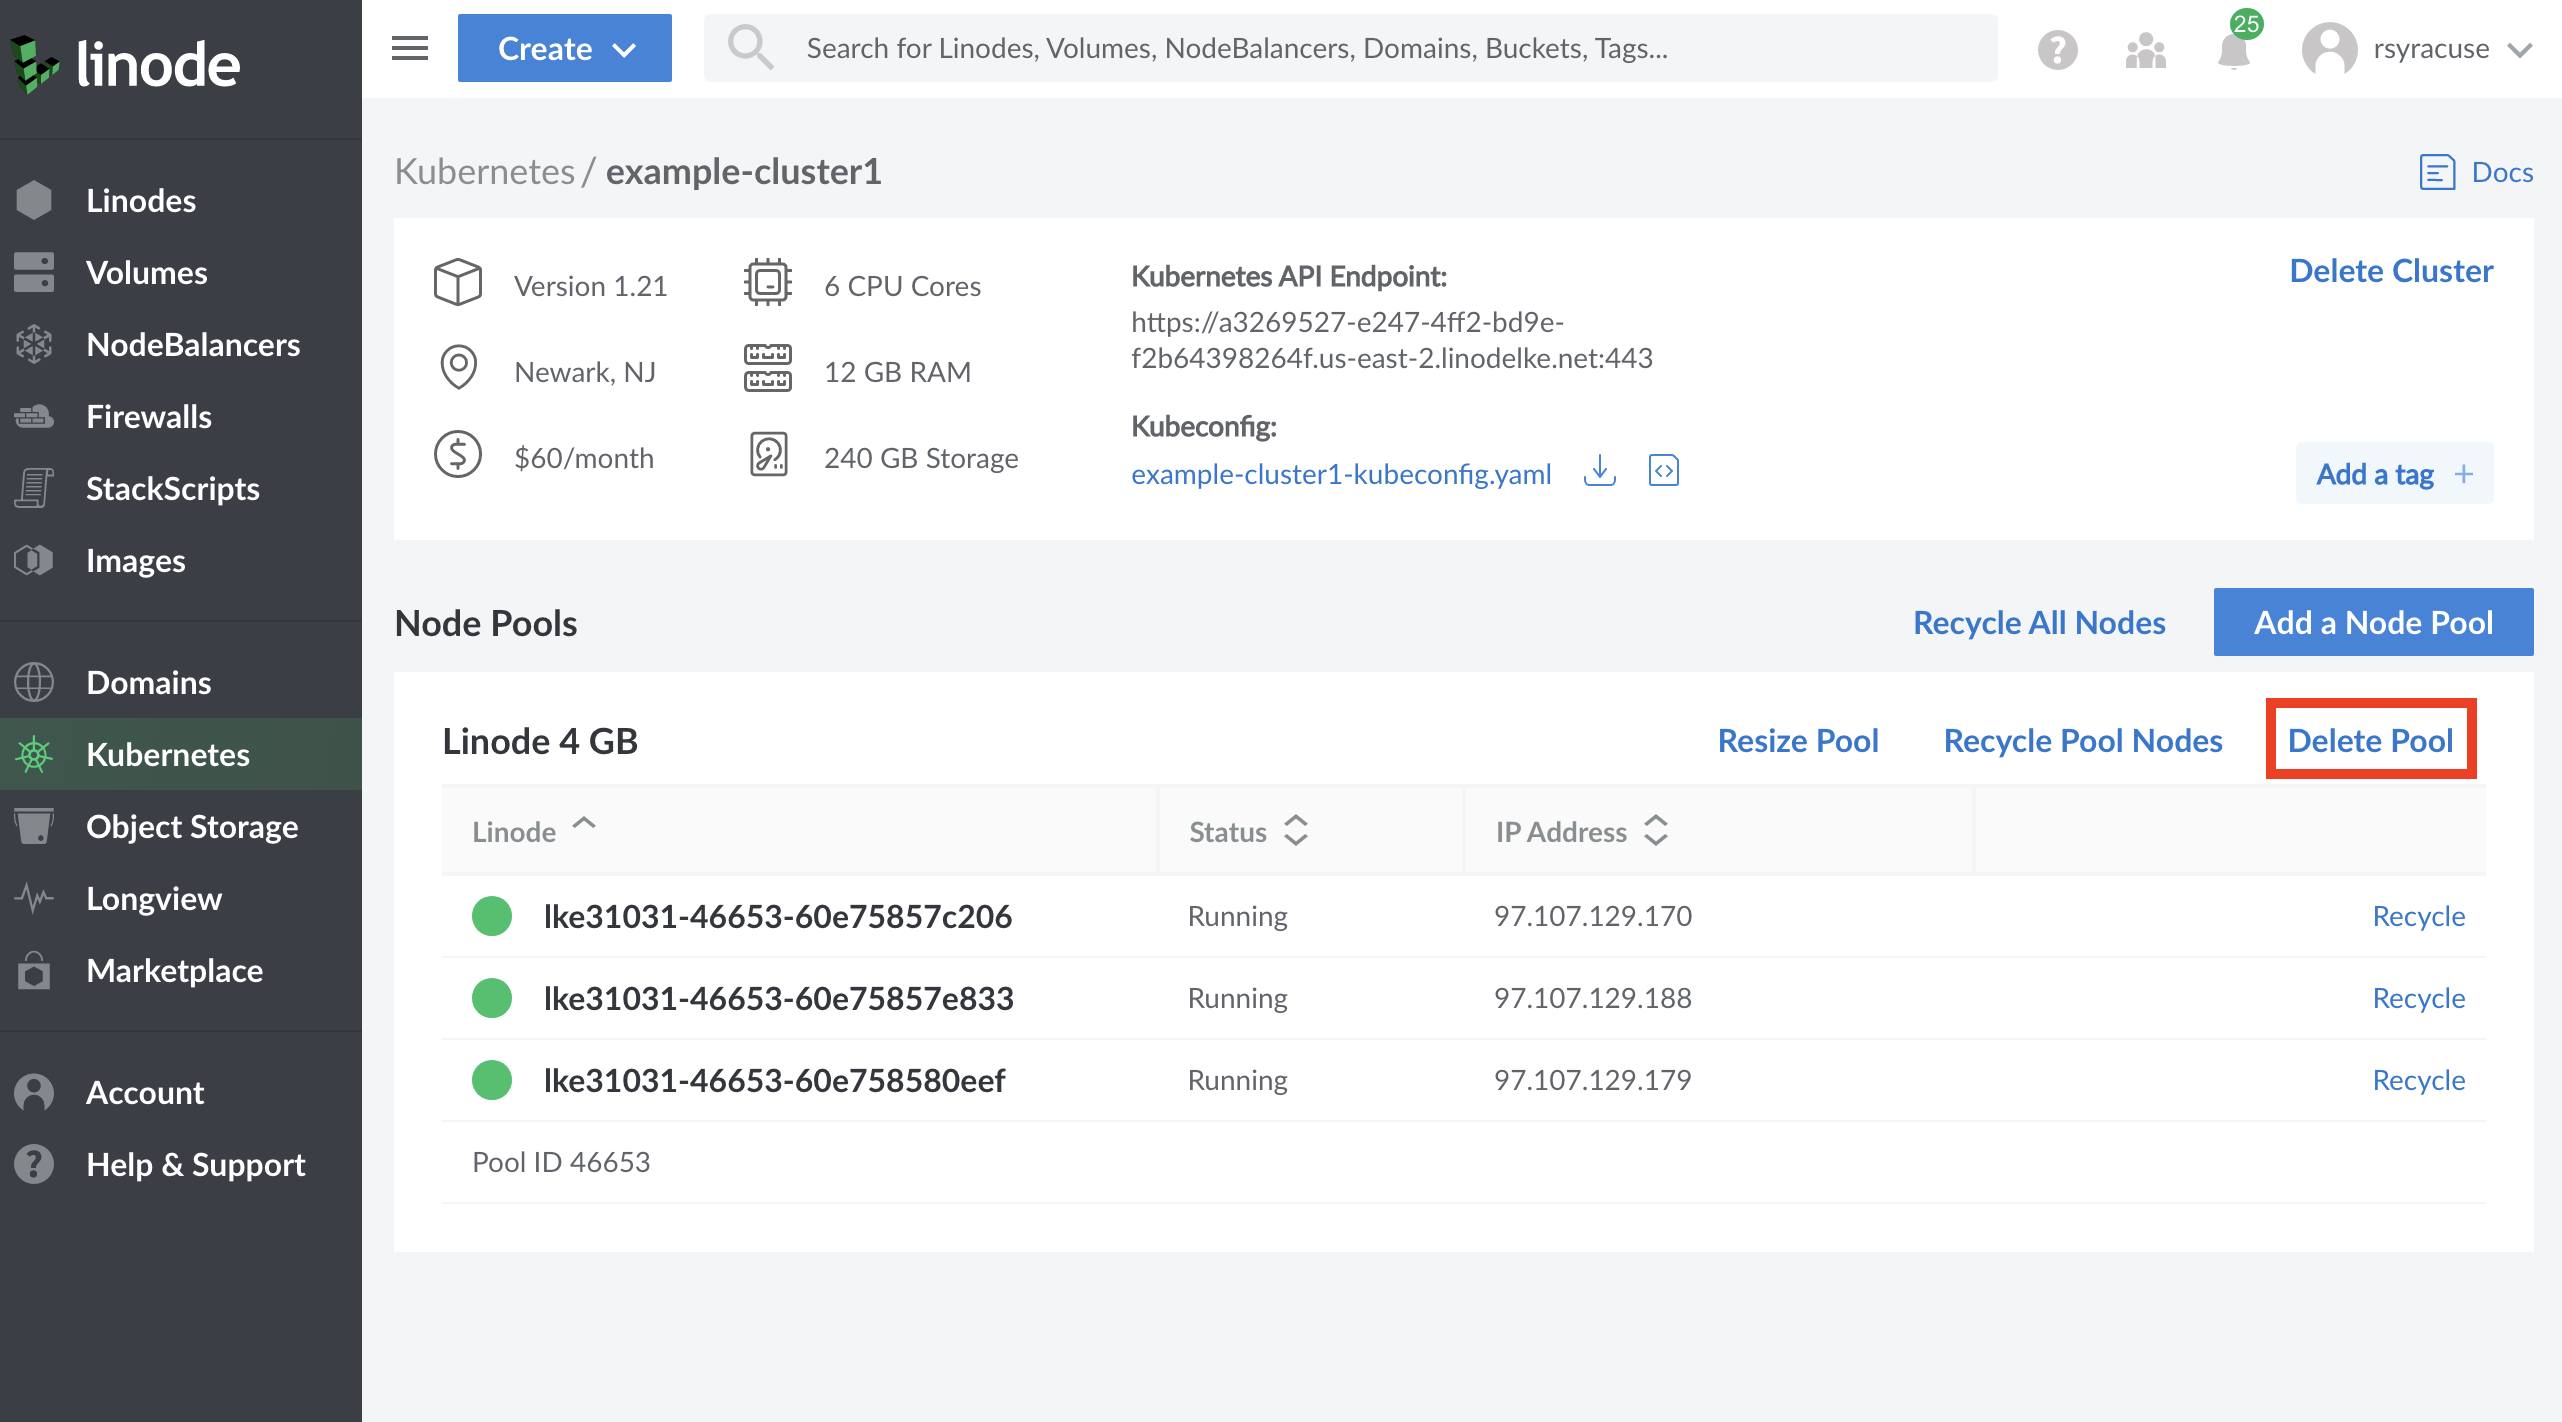 linode
Create
Search for Linodes, Volumes, NodeBalancers, Domains, Buckets, Tags...
25
rsyracuse
Linodes
Volumes
NodeBalancers
Firewalls
StackScripts
Images
Domains
Kubernetes
Object Storage
Longview
Marketplace
Account
Help & Support
Kubernetes / example-cluster1
Docs
Version 1.21
6 CPU Cores
Newark, NJ
12 GB RAM
$60/month
240 GB Storage
Kubernetes API Endpoint:
https://a3269527-e247-4ff2-bd9e-
f2b64398264f.us-east-2.linodelke.net:443
Kubeconfig:
example-cluster1-kubeconfig.yaml
Delete Cluster
Add a tag +
Node Pools
Recycle All Nodes
Add a Node Pool
Linode 4 GB
Resize Pool
Recycle Pool Nodes
Delete Pool
Linode Status IP Address
lke31031-46653-60e75857c206 Running 97.107.129.170 Recycle
lke31031-46653-60e75857e833 Running 97.107.129.188 Recycle
lke31031-46653-60e758580eef Running 97.107.129.179 Recycle
Pool ID 46653